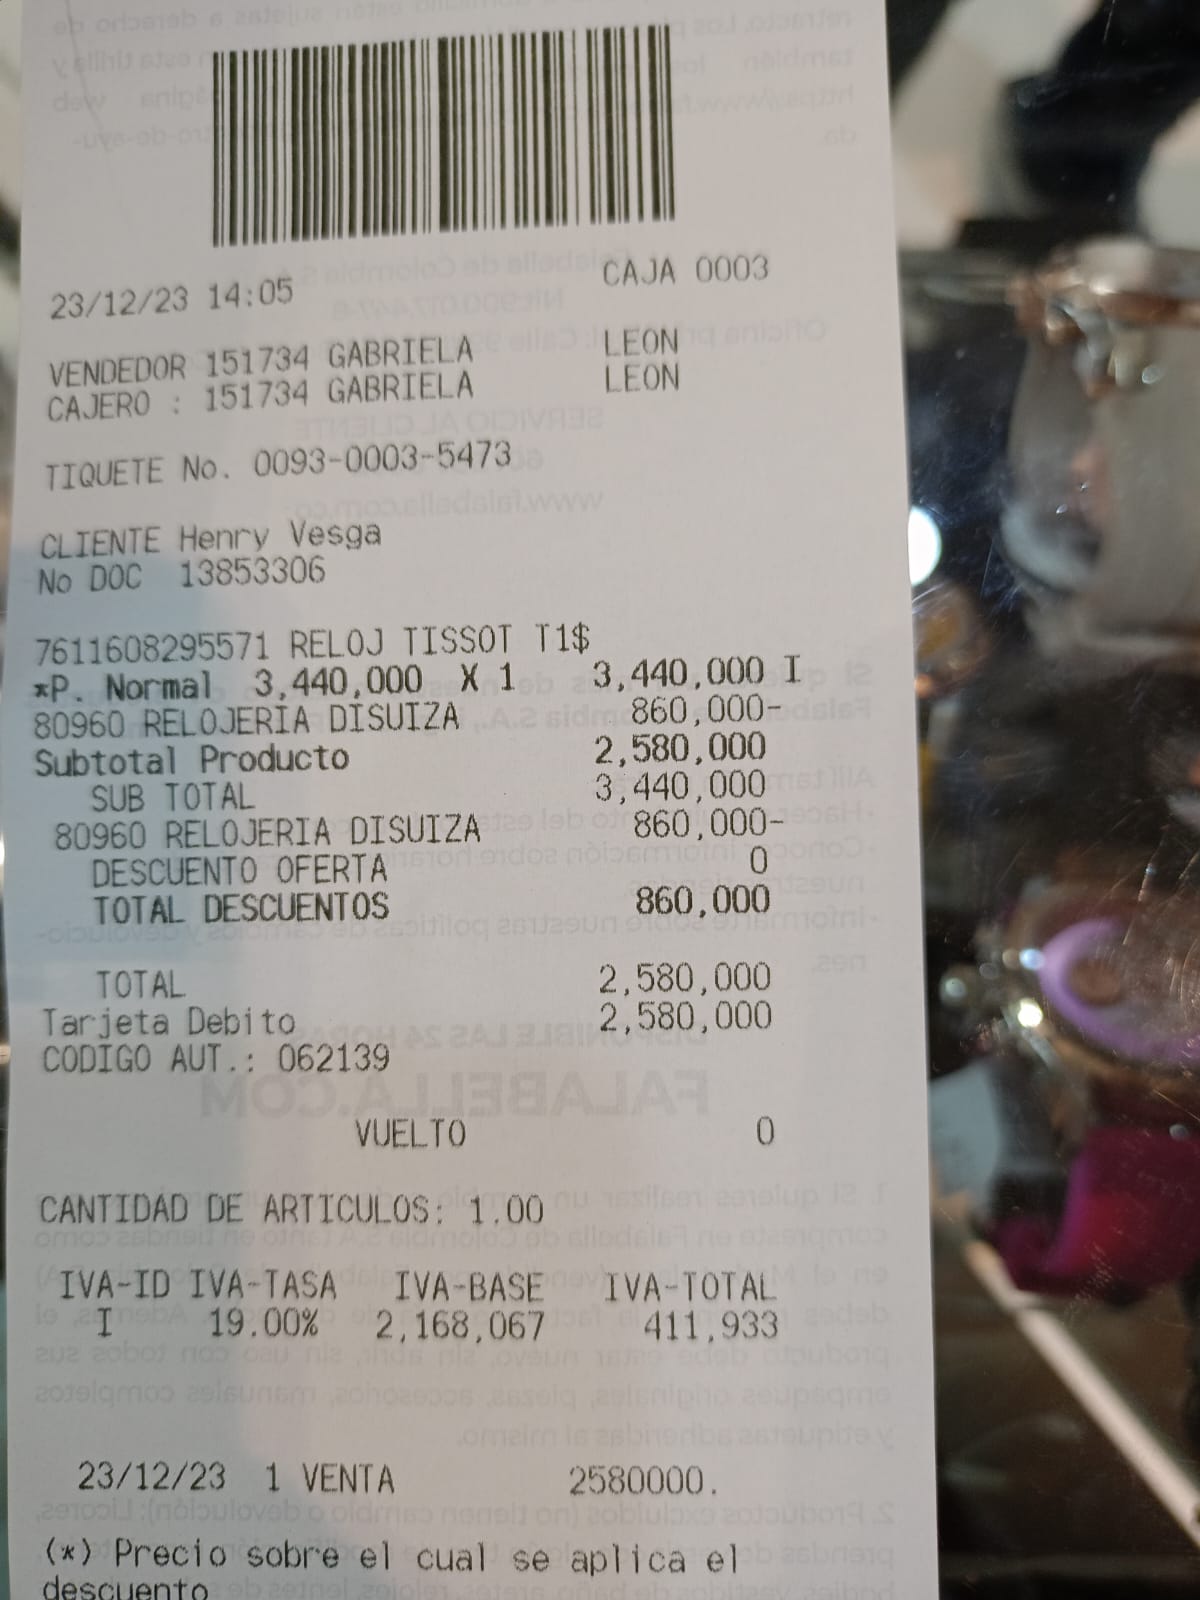 23/12/23 14:05 CAJA 0003
VENDEDOR 151734 GABRIELA LEON
CAJERO : 151734 GABRIELA LEON
TIQUETE No. 0093-0003-5473
CLIENTE Henry Vesga
No DOC 13853306
7611608295571 RELOJ TISSOT T1$
*P. Normal 3,440,000 X 1 3,440,000 I
80960 RELOJERIA DISUIZA 860,000-
Subtotal Producto 2,580,000
SUB TOTAL 3,440,000
80960 RELOJERIA DISUIZA 860,000-
DESCUENTO OFERTA 0
TOTAL DESCUENTOS 860,000
TOTAL 2,580,000
Tarjeta Debito 2,580,000
CODIGO AUT.: 062139
VUELTO 0
CANTIDAD DE ARTICULOS: 1.00
IVA-ID IVA-TASA IVA-BASE IVA-TOTAL
I 19.00% 2,168,067 411,933
23/12/23 1 VENTA 2580000.
(*) Precio sobre el cual se aplica el
descuento